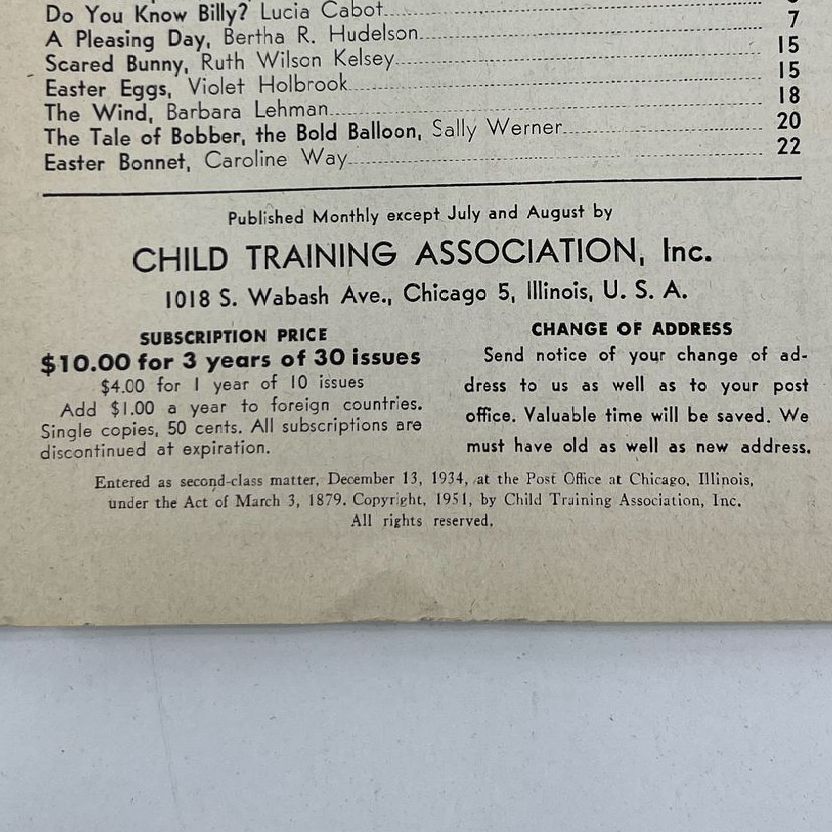 Do You Know Billy? Lucia Cabot
A Pleasing Day, Bertha R. Hudelson 7
Scared Bunny, Ruth Wilson Kelsey 15
Easter Eggs, Violet Holbrook 15
The Wind, Barbara Lehman 18
The Tale of Bobber, the Bold Balloon, Sally Werner 20
Easter Bonnet, Caroline Way 22
Published Monthly except July and August by
CHILD TRAINING ASSOCIATION, Inc.
1018 S. Wabash Ave., Chicago 5, Illinois, U. S. A.
SUBSCRIPTION PRICE
$10.00 for 3 years of 30 issues
$4.00 for 1 year of 10 issues
Add $1.00 a year to foreign countries.
Single copies, 50 cents. All subscriptions are
discontinued at expiration.
CHANGE OF ADDRESS
Send notice of your change of ad-
dress to us as well as to your post
office. Valuable time will be saved. We
must have old as well as new address.
Entered as second-class matter, December 13, 1934, at the Post Office at Chicago, Illinois,
under the Act of March 3, 1879. Copyright, 1951, by Child Training Association, Inc.
All rights reserved.